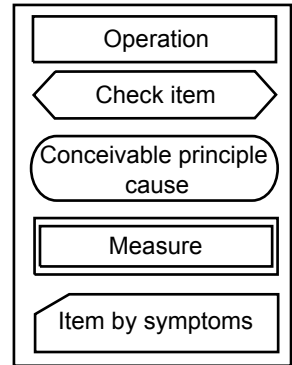 Operation
Check item
Conceivable principle
cause
Measure
Item by symptoms